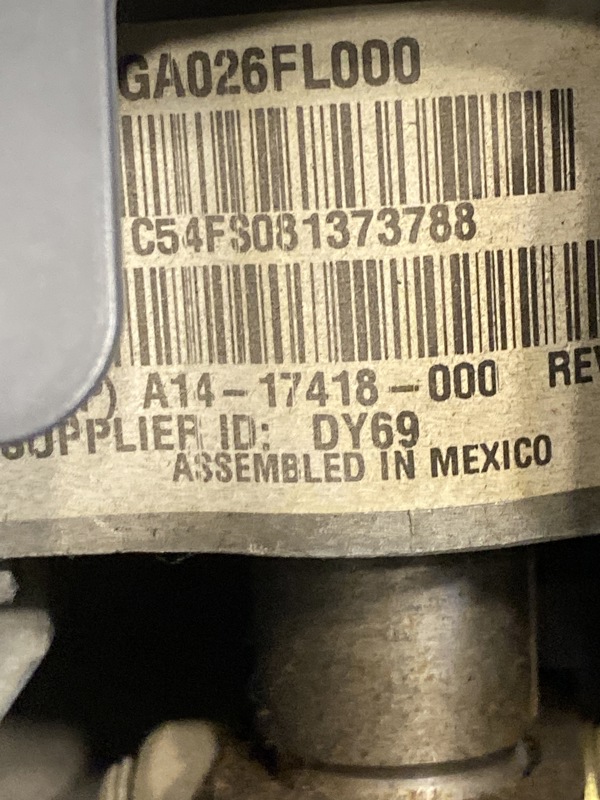 GA026FL000
C54FS081373788
P) A14-17418-000 REV
SUPPLIER ID: DY69
ASSEMBLED IN MEXICO